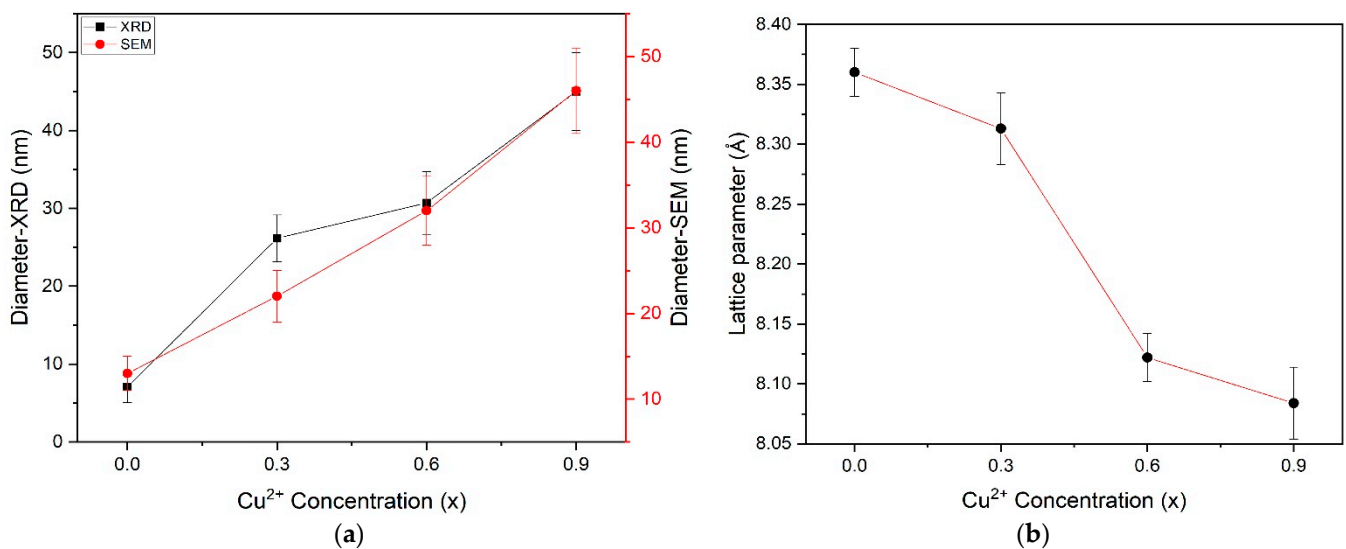 XRD
SEM
50
40
30
20
10
0
Diameter-XRD (nm)
50
40
30
20
10
Diameter-SEM (nm)
0.0 0.3 0.6 0.9
Cu²⁺ Concentration (x)
(a)
8.40
8.35
8.30
8.25
8.20
8.15
8.10
8.05
Lattice parameter (Å)
0.0 0.3 0.6 0.9
Cu²⁺ Concentration (x)
(b)